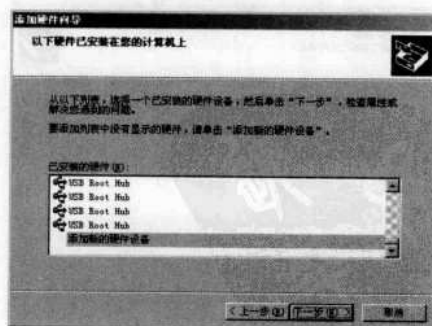 添加硬件向导
以下硬件已安装在您的计算机上
从以下列表，选择一个已安装的硬件设备，然后单击“下一步”，检查属性或
解决您遇到的问题。
要添加列表中没有显示的硬件，请单击“添加新的硬件设备”。
已安装的硬件(H):
USB Root Hub
USB Root Hub
USB Root Hub
USB Root Hub
添加新的硬件设备
<上一步(B) 下一步(N)> 取消